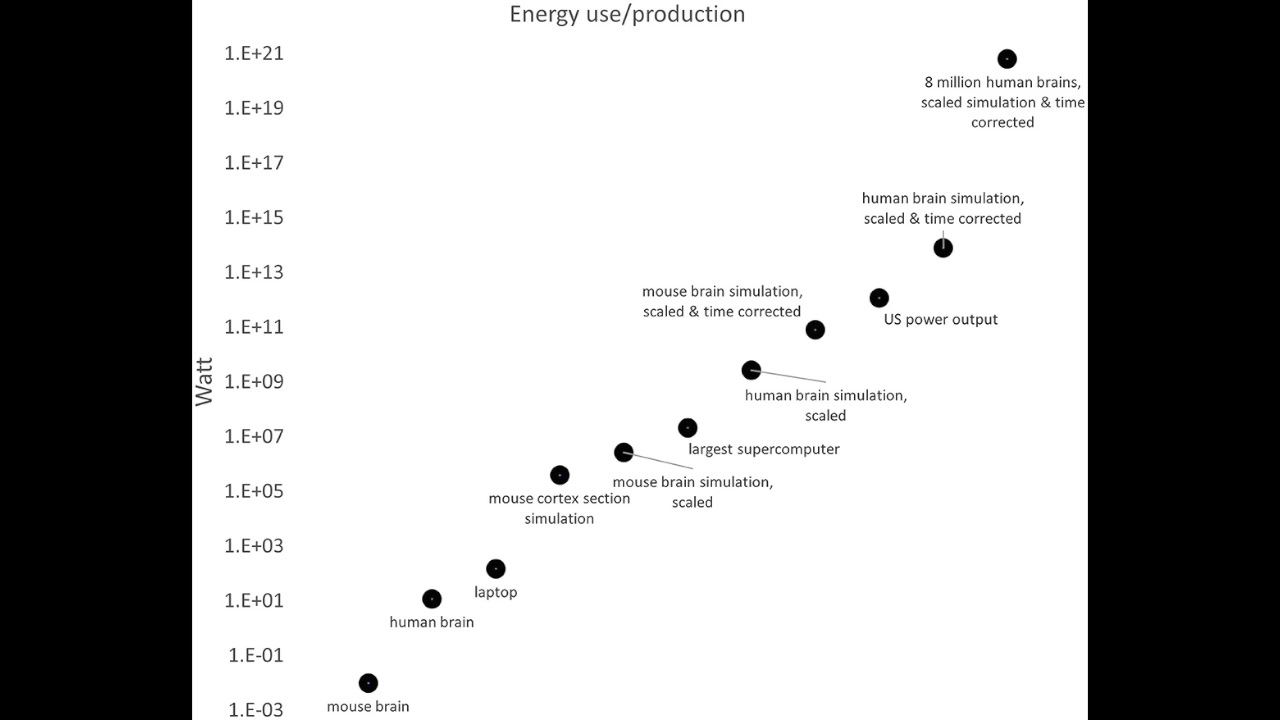 Energy use/production
1.E+21
8 million human brains,
scaled simulation & time
corrected
1.E+19
1.E+17
human brain simulation,
scaled & time corrected
1.E+15
1.E+13
mouse brain simulation,
scaled & time corrected
US power output
1.E+11
Watt
1.E+09
human brain simulation,
scaled
1.E+07
largest supercomputer
mouse brain simulation,
scaled
1.E+05
mouse cortex section
simulation
1.E+03
laptop
1.E+01
human brain
1.E-01
mouse brain
1.E-03